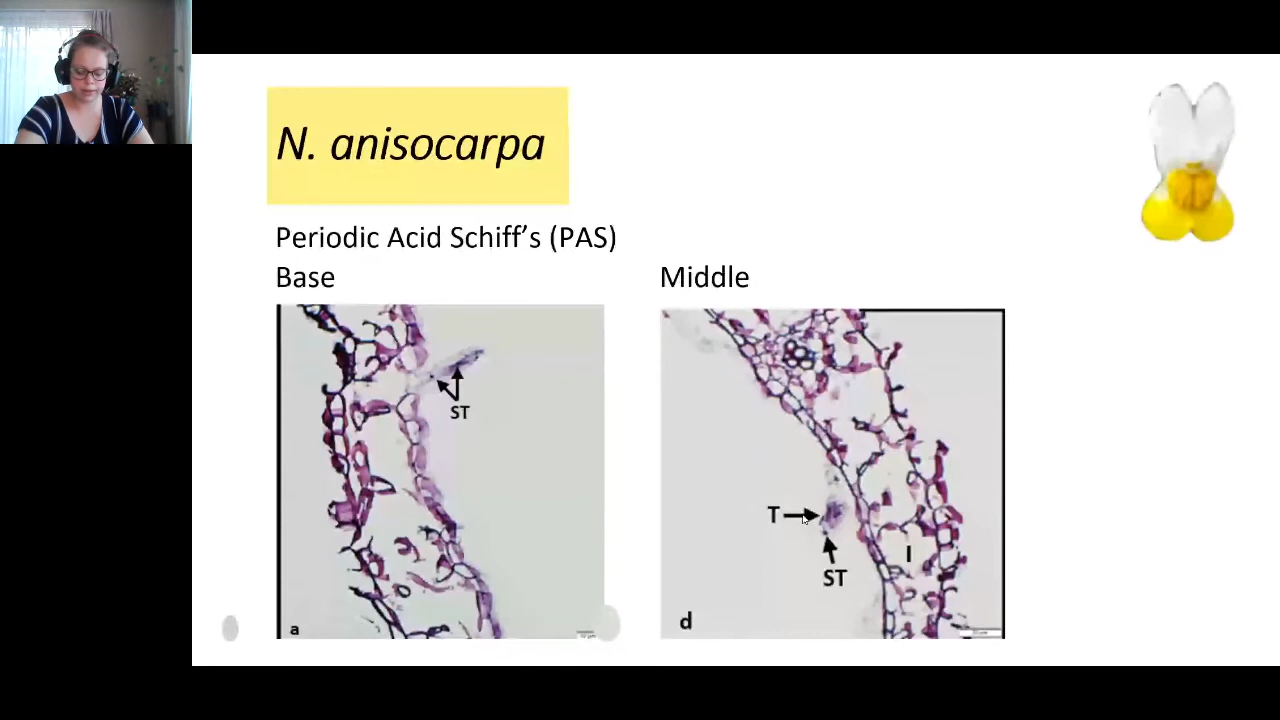 N. anisocarpa
Periodic Acid Schiff’s (PAS)
Base
Middle
ST
T
ST
I
a
d